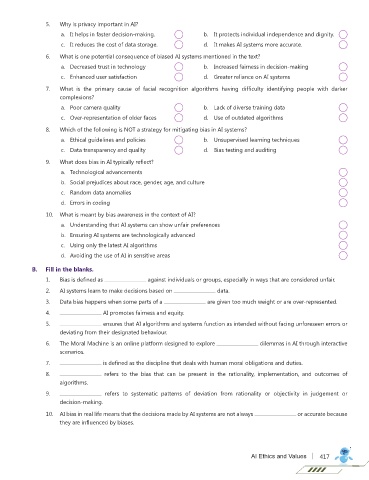 5. Why is privacy important in AI?
a. It helps in faster decision-making. b. It protects individual independence and dignity.
c. It reduces the cost of data storage. d. It makes AI systems more accurate.
6. What is one potential consequence of biased AI systems mentioned in the text?
a. Decreased trust in technology b. Increased fairness in decision-making
c. Enhanced user satisfaction d. Greater reliance on AI systems
7. What is the primary cause of facial recognition algorithms having difficulty identifying people with darker
complexions?
a. Poor camera quality b. Lack of diverse training data
c. Over-representation of older faces d. Use of outdated algorithms
8. Which of the following is NOT a strategy for mitigating bias in AI systems?
a. Ethical guidelines and policies b. Unsupervised learning techniques
c. Data transparency and quality d. Bias testing and auditing
9. What does bias in AI typically reflect?
a. Technological advancements
b. Social prejudices about race, gender, age, and culture
c. Random data anomalies
d. Errors in coding
10. What is meant by bias awareness in the context of AI?
a. Understanding that AI systems can show unfair preferences
b. Ensuring AI systems are technologically advanced
c. Using only the latest AI algorithms
d. Avoiding the use of AI in sensitive areas
B. Fill in the blanks.
1. Bias is defined as ____________ against individuals or groups, especially in ways that are considered unfair.
2. AI systems learn to make decisions based on ____________ data.
3. Data bias happens when some parts of a ____________ are given too much weight or are over-represented.
4. ____________ AI promotes fairness and equity.
5. ____________ ensures that AI algorithms and systems function as intended without facing unforeseen errors or
deviating from their designated behaviour.
6. The Moral Machine is an online platform designed to explore ____________ dilemmas in AI through interactive
scenarios.
7. ____________ is defined as the discipline that deals with human moral obligations and duties.
8. ____________ refers to the bias that can be present in the rationality, implementation, and outcomes of
algorithms.
9. ____________ refers to systematic patterns of deviation from rationality or objectivity in judgement or
decision-making.
10. AI bias in real life means that the decisions made by AI systems are not always ____________ or accurate because
they are influenced by biases.
AI Ethics and Values | 417